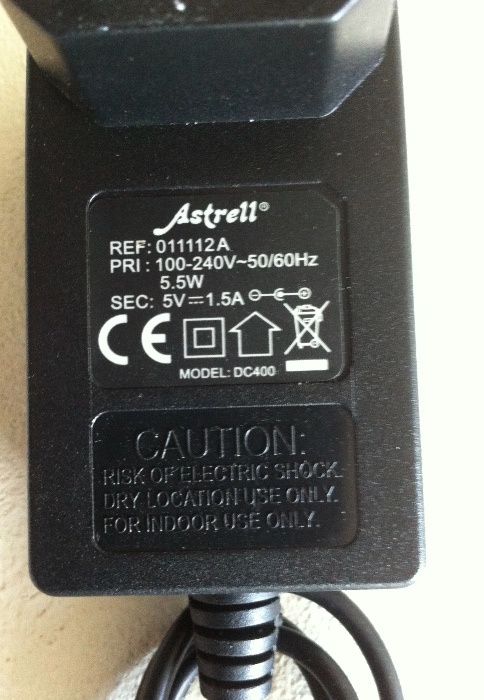 Astrell®
REF: 011112A
PRI : 100-240V~50/60Hz
5.5W
SEC: 5V⎓1.5A
CE
MODEL: DC400
CAUTION:
RISK OF ELECTRIC SHOCK.
DRY LOCATION USE ONLY.
FOR INDOOR USE ONLY.